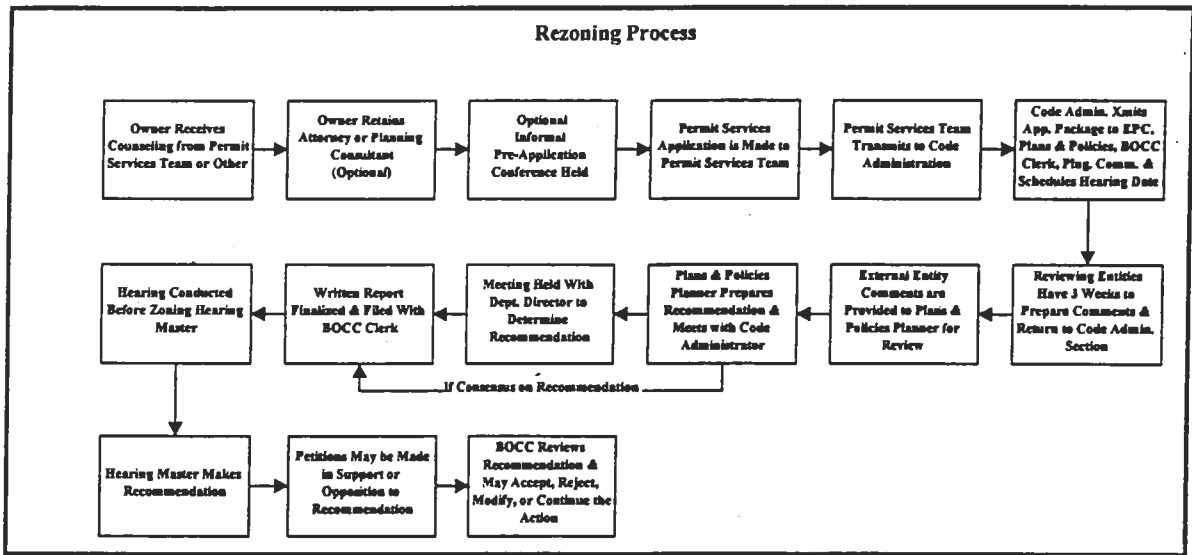 Rezoning Process
Owner Receives
Counseling from Permit
Services Team or Other
Owner Retains
Attorney or Planning
Consultant
(Optional)
Optional
Informal
Pre-Application
Conference Held
Permit Services
Application is Made to
Permit Services Team
Permit Services Team
Transmits to Code
Administration
Code Admin. Xmits
App. Package to EPC,
Plans & Policies, BOCC
Clerk, Plng. Comm. &
Schedules Hearing Date
Reviewing Entities
Have 3 Weeks to
Prepare Comments &
Return to Code Admin.
Section
External Entity
Comments are
Provided to Plans &
Policies Planner for
Review
Plans & Policies
Planner Prepares
Recommendation &
Meets with Code
Administrator
Meeting Held With
Dept. Director to
Determine
Recommendation
Written Report
Finalized & Filed With
BOCC Clerk
Hearing Conducted
Before Zoning Hearing
Master
If Consensus on Recommendation
Hearing Master Makes
Recommendation
Petitions May be Made
in Support or
Opposition to
Recommendation
BOCC Reviews
Recommendation &
May Accept, Reject,
Modify, or Continue the
Action